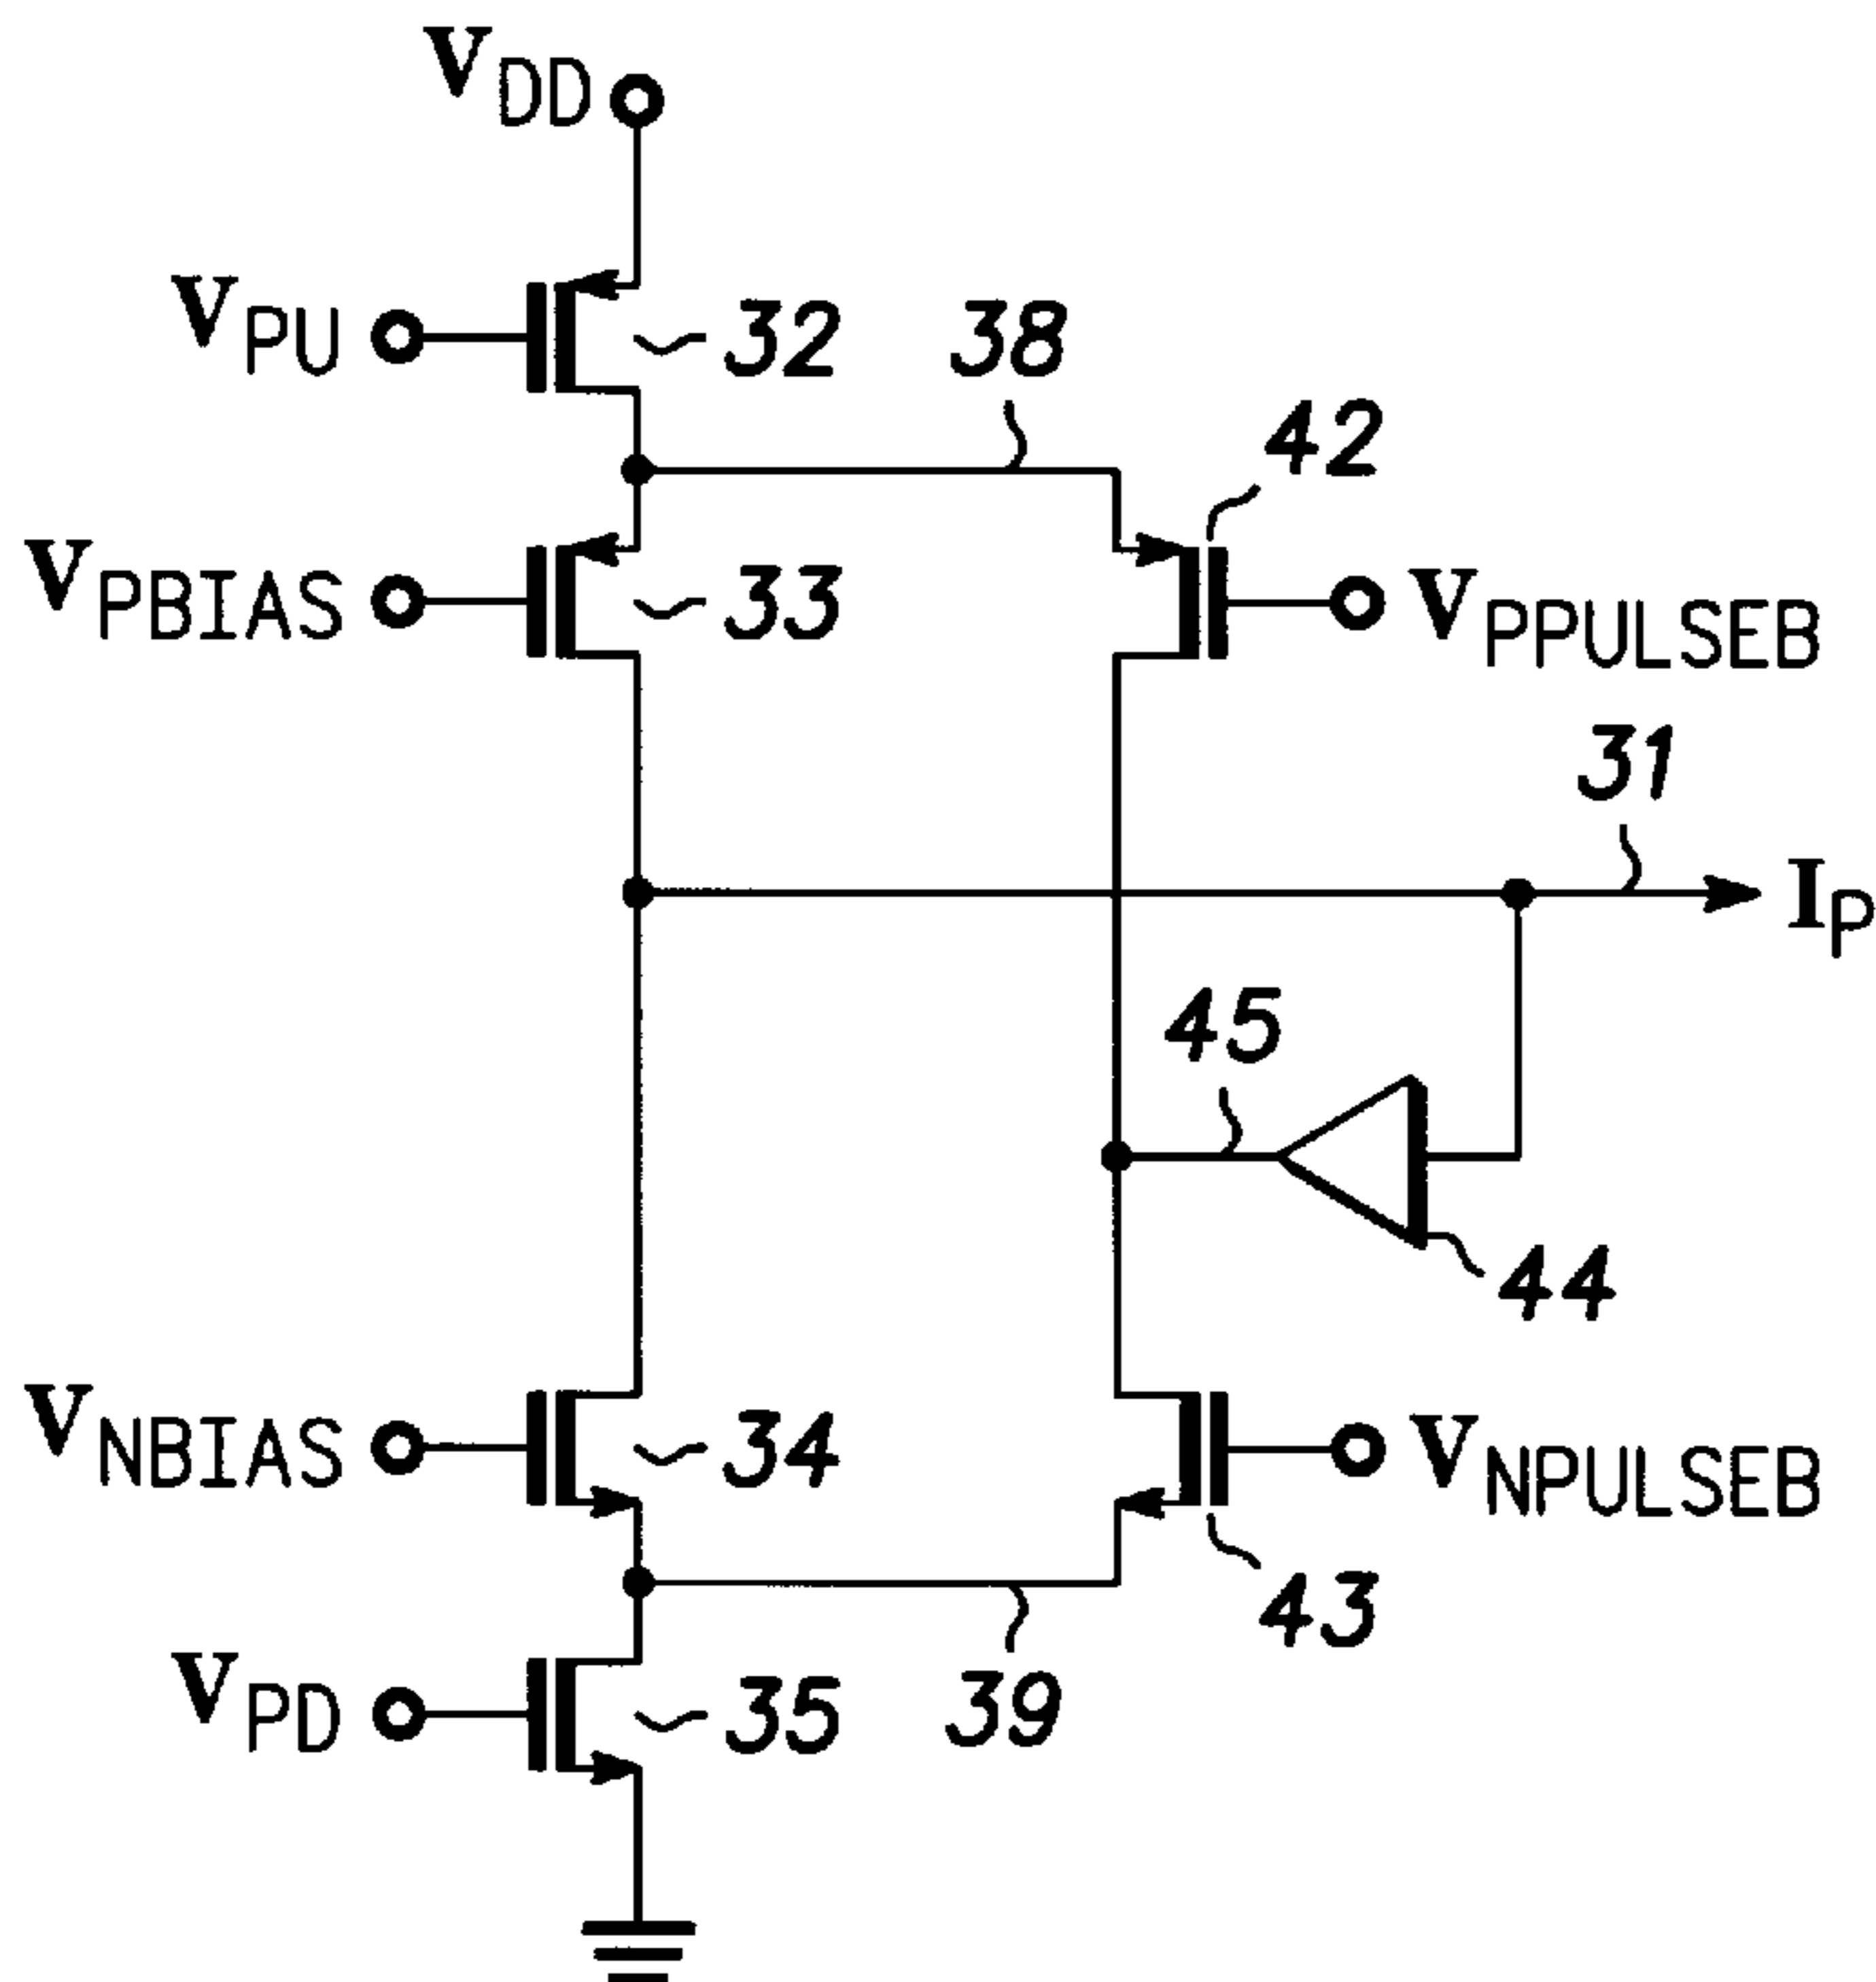 VDD
VPU
32
38
42
VPBIAS
33
VPPULSEB
31
IP
45
44
VNBIAS
34
VNPULSEB
43
VPD
35
39